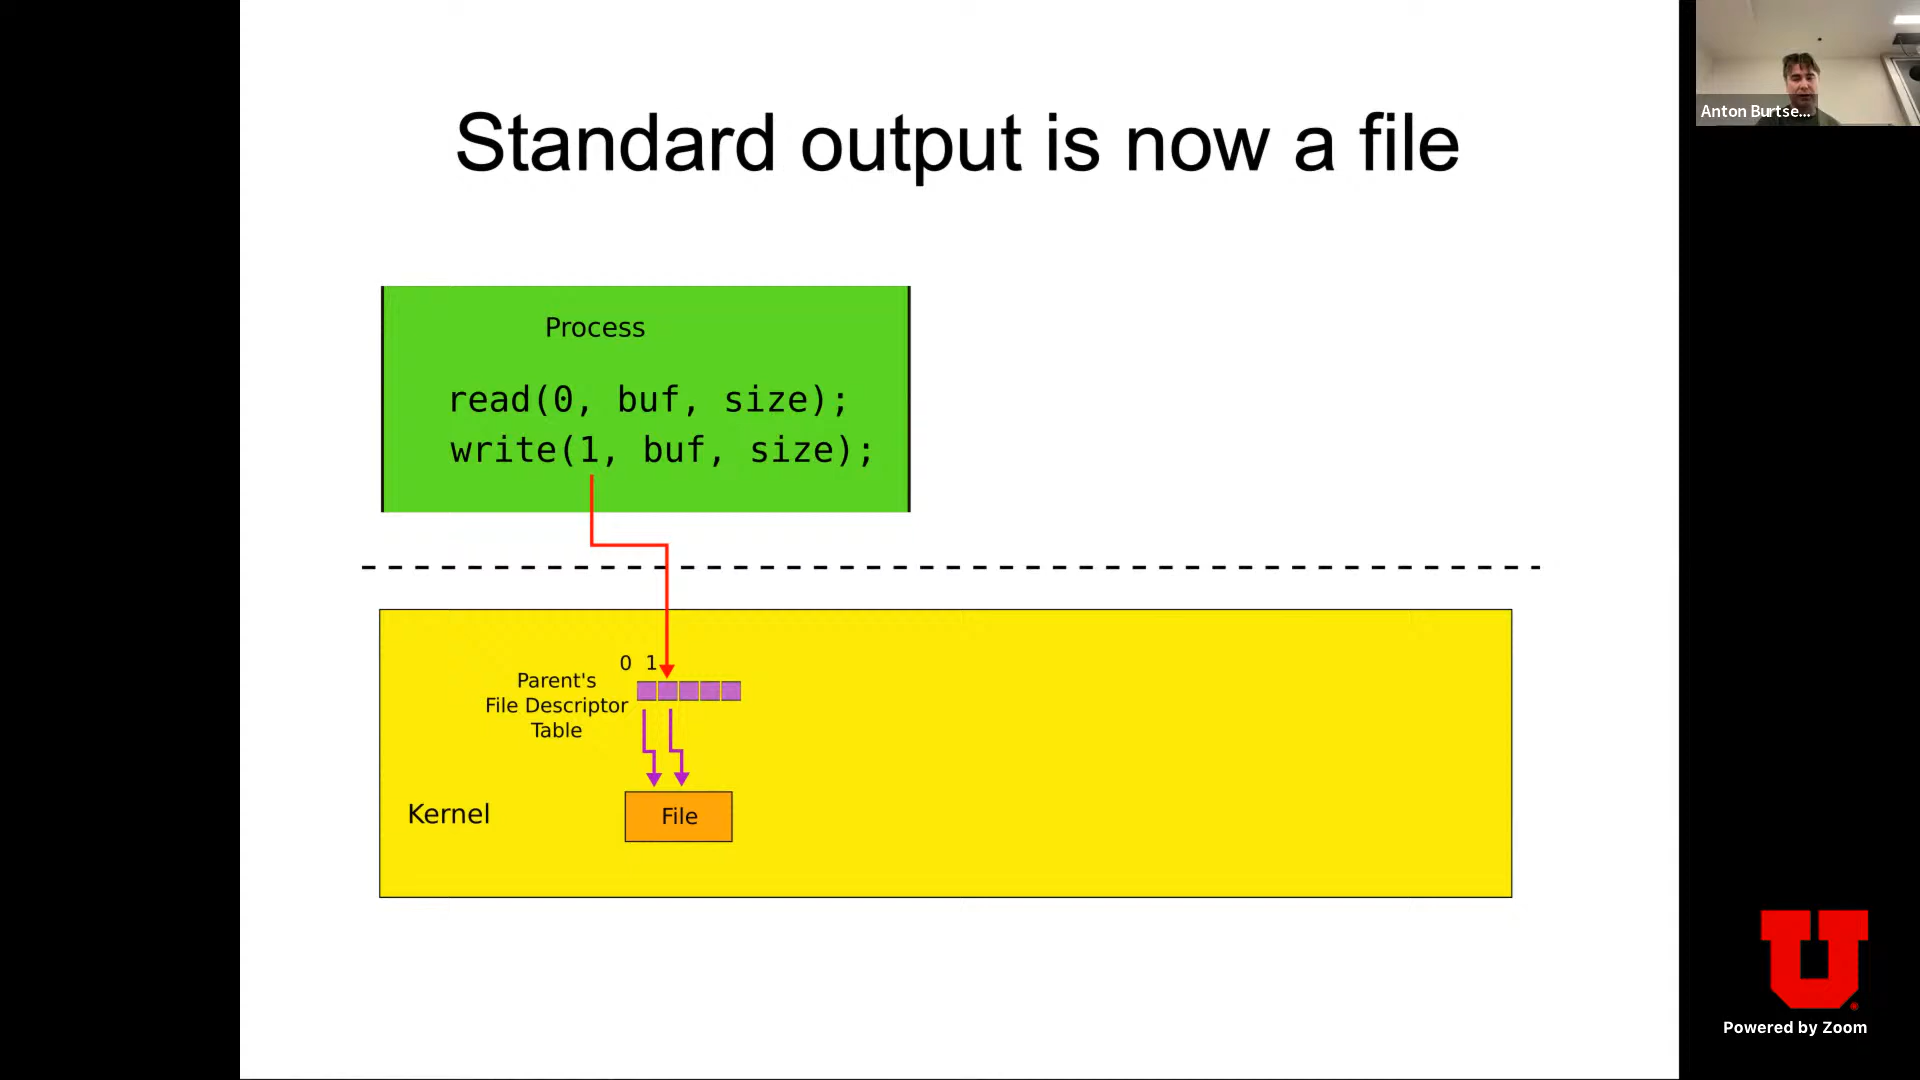 Standard output is now a file
Anton Burtse...
Process
read(0, buf, size);
write(1, buf, size);
0 1
Parent's
File Descriptor
Table
Kernel
File
U
Powered by Zoom